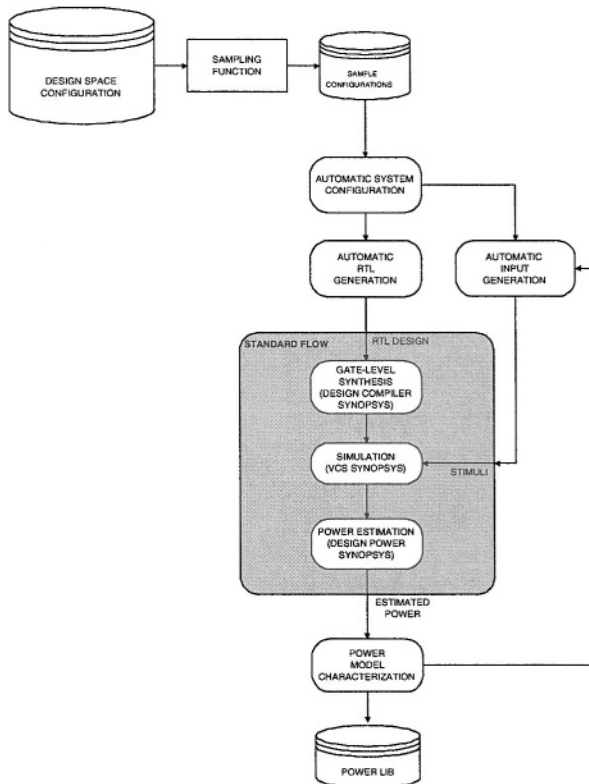 DESIGN SPACE
CONFIGURATION
SAMPLING
FUNCTION
SAMPLE
CONFIGURATIONS
AUTOMATIC SYSTEM
CONFIGURATION
AUTOMATIC
RTL
GENERATION
AUTOMATIC
INPUT
GENERATION
STANDARD FLOW
RTL DESIGN
GATE-LEVEL
SYNTHESIS
(DESIGN COMPILER
SYNOPSYS)
SIMULATION
(VCS SYNOPSYS)
STIMULI
POWER ESTIMATION
(DESIGN POWER
SYNOPSYS)
ESTIMATED
POWER
POWER
MODEL
CHARACTERIZATION
POWER LIB